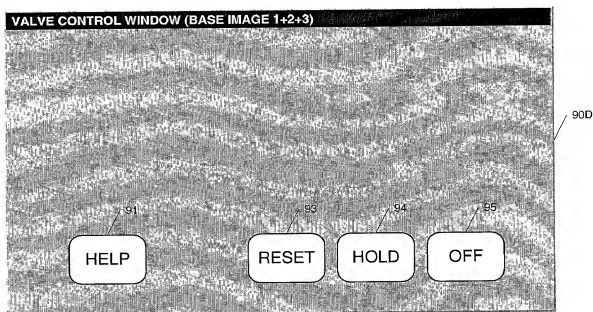 VALVE CONTROL WINDOW (BASE IMAGE 1+2+3)
90D
91 93 94 95
HELP RESET HOLD OFF